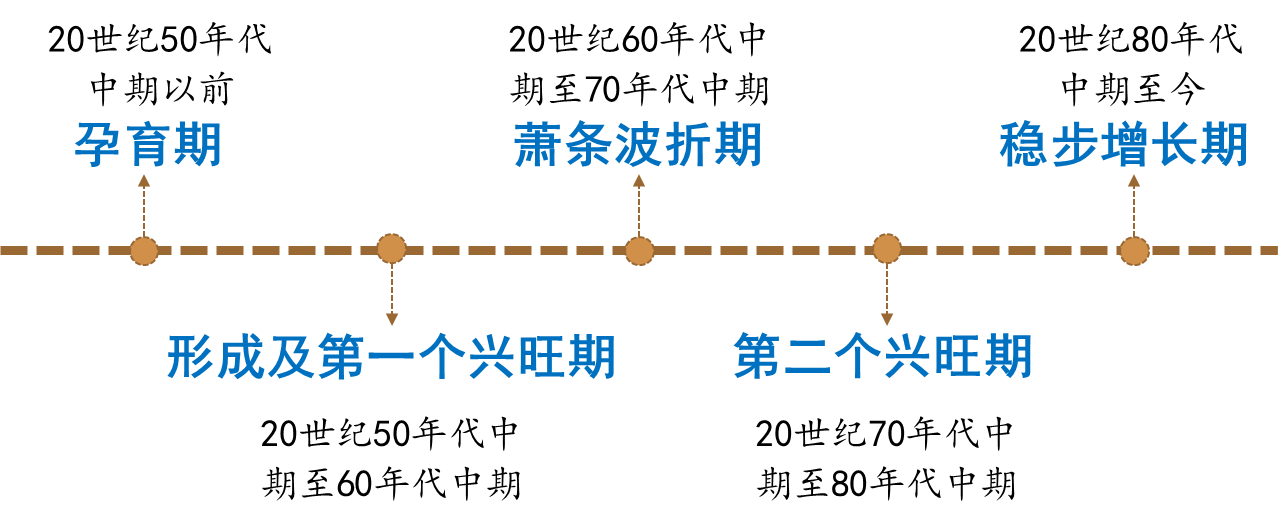 20世纪50年代
中期以前
孕育期
形成及第一个兴旺期
20世纪50年代中
期至60年代中期
20世纪60年代中
期至70年代中期
萧条波折期
第二个兴旺期
20世纪70年代中
期至80年代中期
20世纪80年代
中期至今
稳步增长期